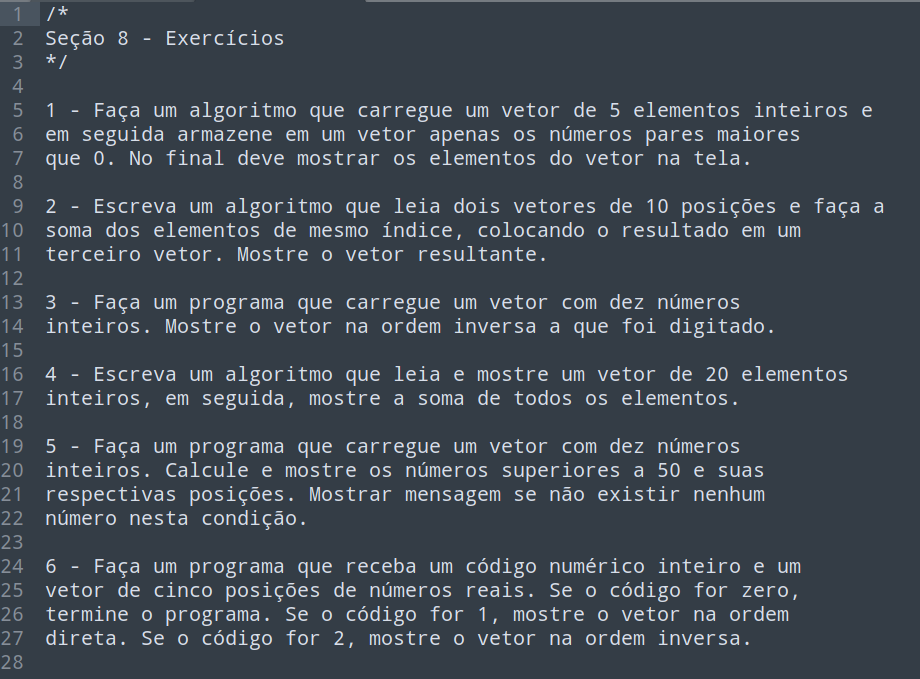 1 /*
2 Seção 8 - Exercícios
3 */
4
5 1 - Faça um algoritmo que carregue um vetor de 5 elementos inteiros e
6 em seguida armazene em um vetor apenas os números pares maiores
7 que 0. No final deve mostrar os elementos do vetor na tela.
8
9 2 - Escreva um algoritmo que leia dois vetores de 10 posições e faça a
10 soma dos elementos de mesmo índice, colocando o resultado em um
11 terceiro vetor. Mostre o vetor resultante.
12
13 3 - Faça um programa que carregue um vetor com dez números
14 inteiros. Mostre o vetor na ordem inversa a que foi digitado.
15
16 4 - Escreva um algoritmo que leia e mostre um vetor de 20 elementos
17 inteiros, em seguida, mostre a soma de todos os elementos.
18
19 5 - Faça um programa que carregue um vetor com dez números
20 inteiros. Calcule e mostre os números superiores a 50 e suas
21 respectivas posições. Mostrar mensagem se não existir nenhum
22 número nesta condição.
23
24 6 - Faça um programa que receba um código numérico inteiro e um
25 vetor de cinco posições de números reais. Se o código for zero,
26 termine o programa. Se o código for 1, mostre o vetor na ordem
27 direta. Se o código for 2, mostre o vetor na ordem inversa.
28